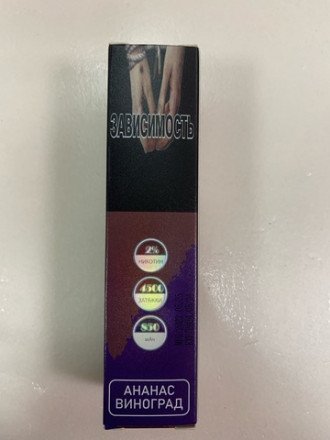 ЗАВИСИМОСТЬ
2%
НИКОТИН
4500
ЗАТЯЖКИ
850
мАч
АНАНАС
ВИНОГРАД